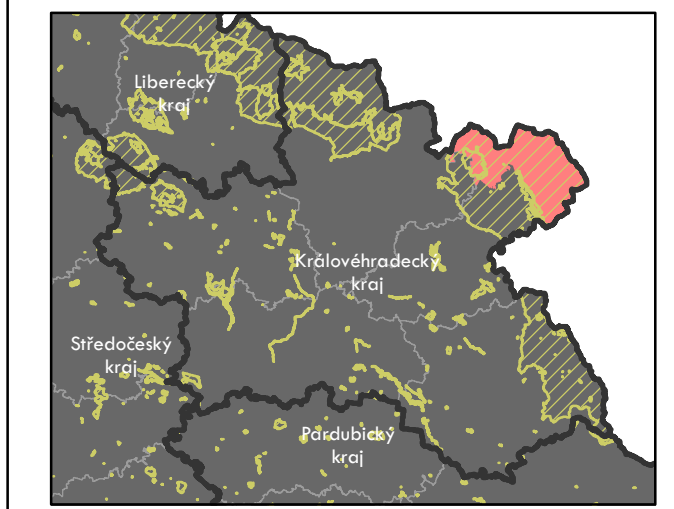 Liberecký
kraj
Královéhradecký
kraj
Středočeský
kraj
Pardubický
kraj